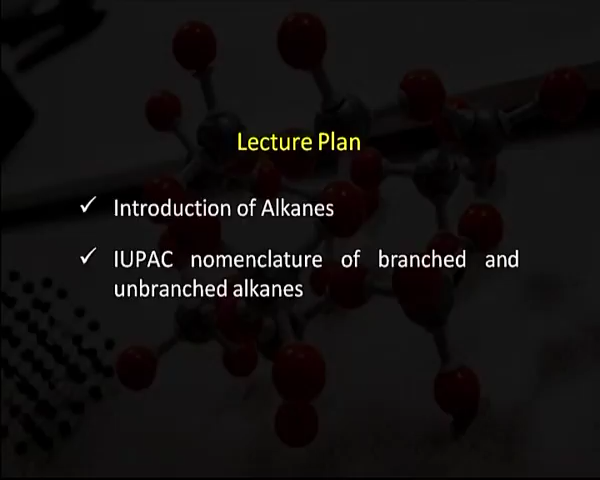 Lecture Plan
✓ Introduction of Alkanes
✓ IUPAC nomenclature of branched and
unbranched alkanes